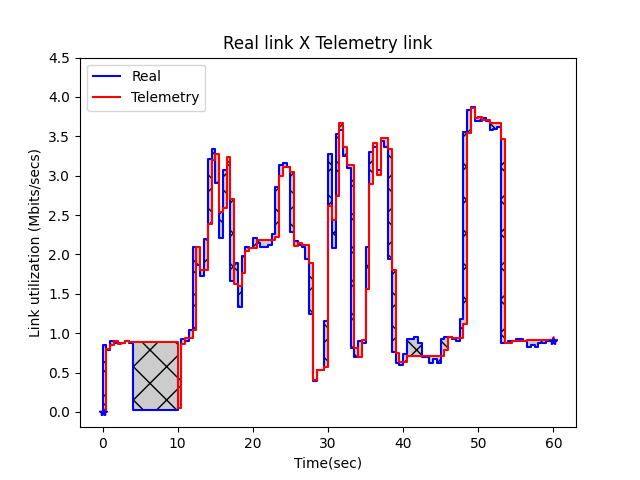 Real link X Telemetry link
Real
Telemetry
Link utilization (Mbits/secs)
4.5
4.0
3.5
3.0
2.5
2.0
1.5
1.0
0.5
0.0
0 10 20 30 40 50 60
Time(sec)